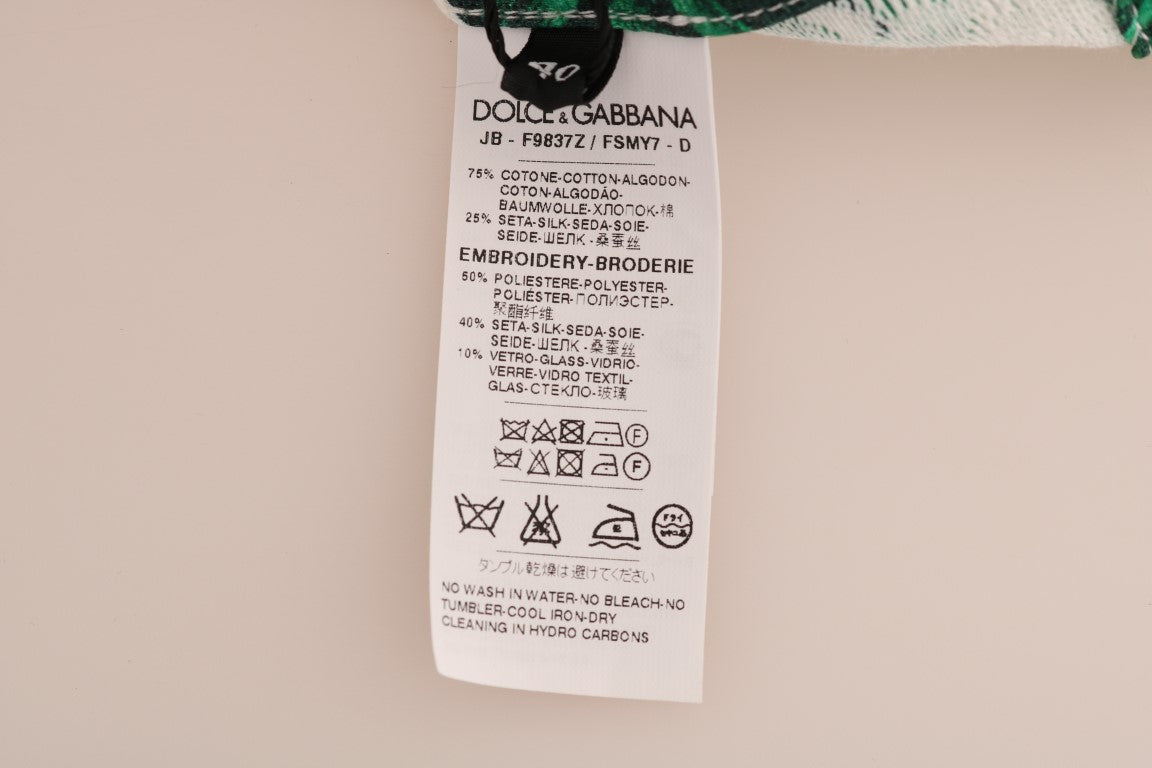 40
DOLCE & GABBANA
JB - F9837Z / FSMY7 - D
75% COTONE-COTTON-ALGODON-
COTON-ALGODÃO-
BAUMWOLLE-ХЛОПОК-棉
25% SETA-SILK-SEDA-SOIE-
SEIDE-ШЕЛК-桑蚕丝
EMBROIDERY-BRODERIE
50% POLIESTERE-POLYESTER-
POLIÉSTER-ПОЛИЭСТЕР-
聚酯纤维
40% SETA-SILK-SEDA-SOIE-
SEIDE-ШЕЛК-桑蚕丝
10% VETRO-GLASS-VIDRIO-
VERRE-VIDRO TEXTIL-
GLAS-СТЕКЛО-玻璃
F
F
ドライ
タンブル乾燥は避けてください
NO WASH IN WATER-NO BLEACH-NO
TUMBLER-COOL IRON-DRY
CLEANING IN HYDRO CARBONS